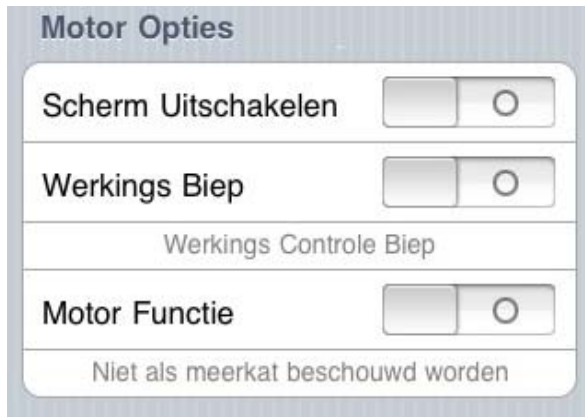 Motor Opties
Scherm Uitschakelen
Werkings Biep
Werkings Controle Biep
Motor Functie
Niet als meerkat beschouwd worden